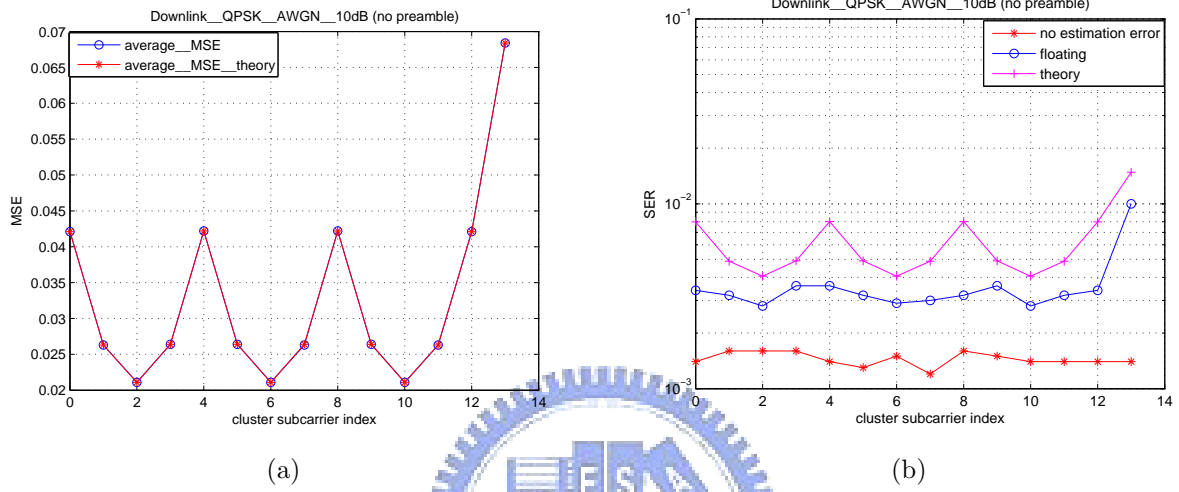 Downlink__QPSK__AWGN__10dB (no preamble)
average__MSE
average__MSE__theory
0.07
0.065
0.06
0.055
0.05
0.045
0.04
0.035
0.03
0.025
0.02
MSE
0 2 4 6 8 10 12 14
cluster subcarrier index
(a)
Downlink__QPSK__AWGN__10dB (no preamble)
no estimation error
floating
theory
10^-1
10^-2
10^-3
SER
0 2 4 6 8 10 12 14
cluster subcarrier index
(b)